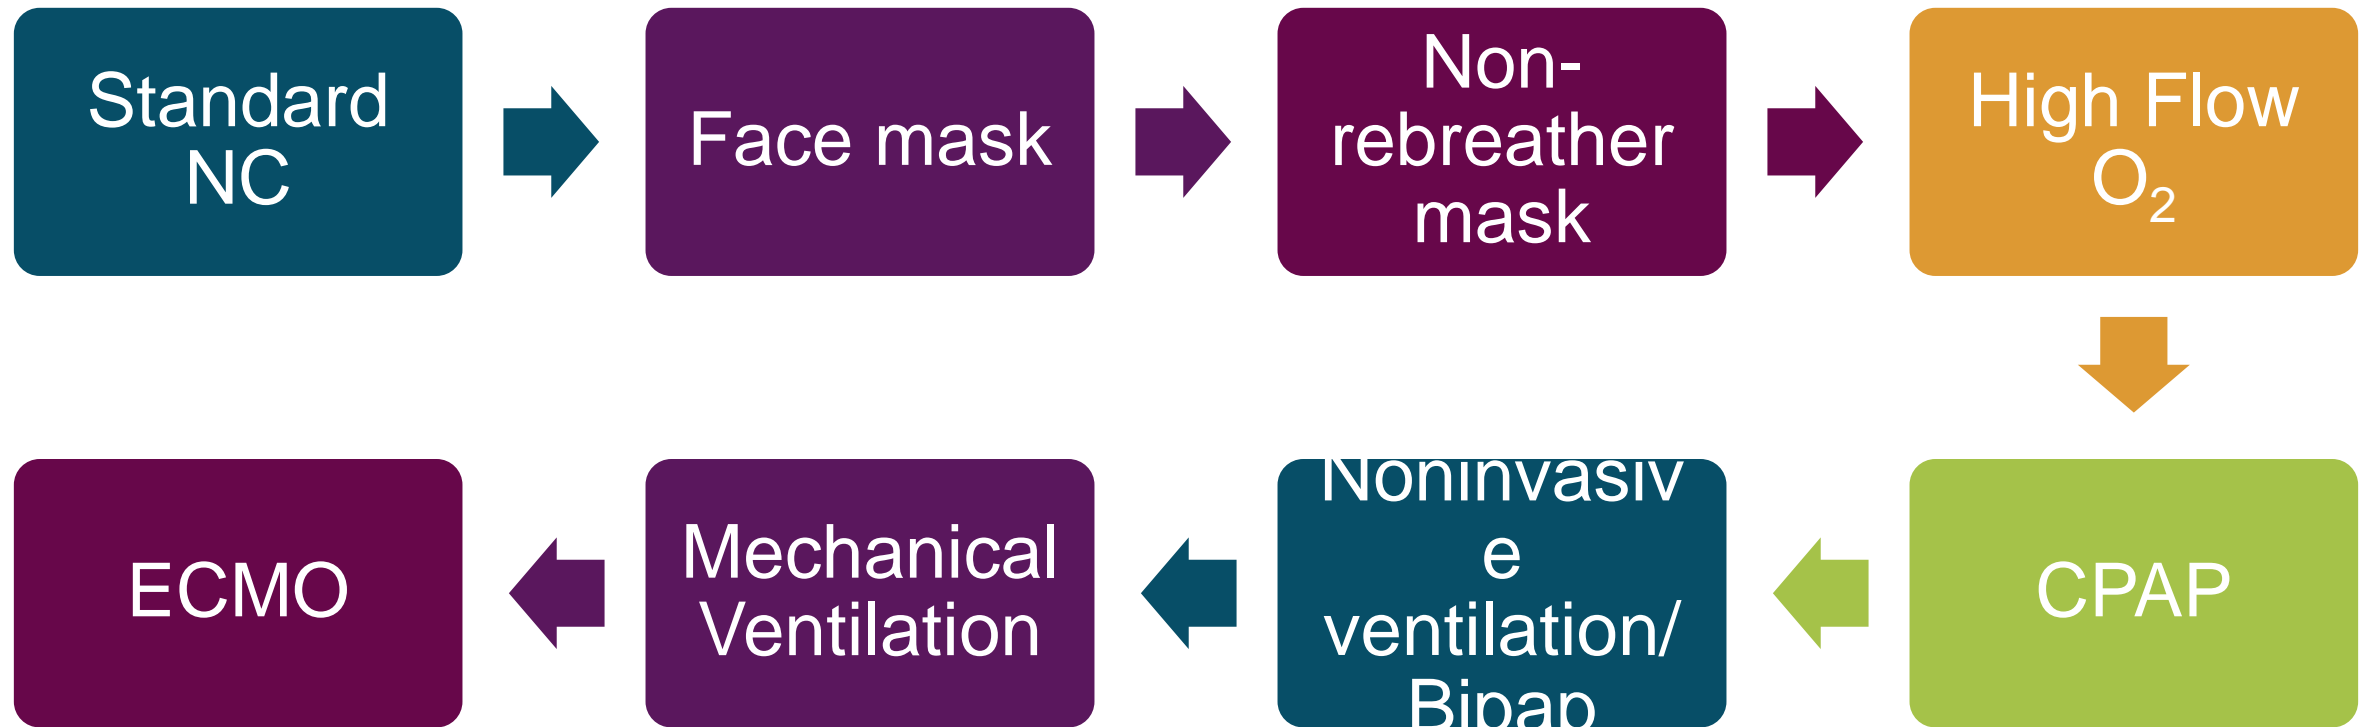 Standard
NC
Face mask
Non-
rebreather
mask
High Flow
O₂
ECMO
Mechanical
Ventilation
Noninvasiv
e
ventilation/
Bipap
CPAP